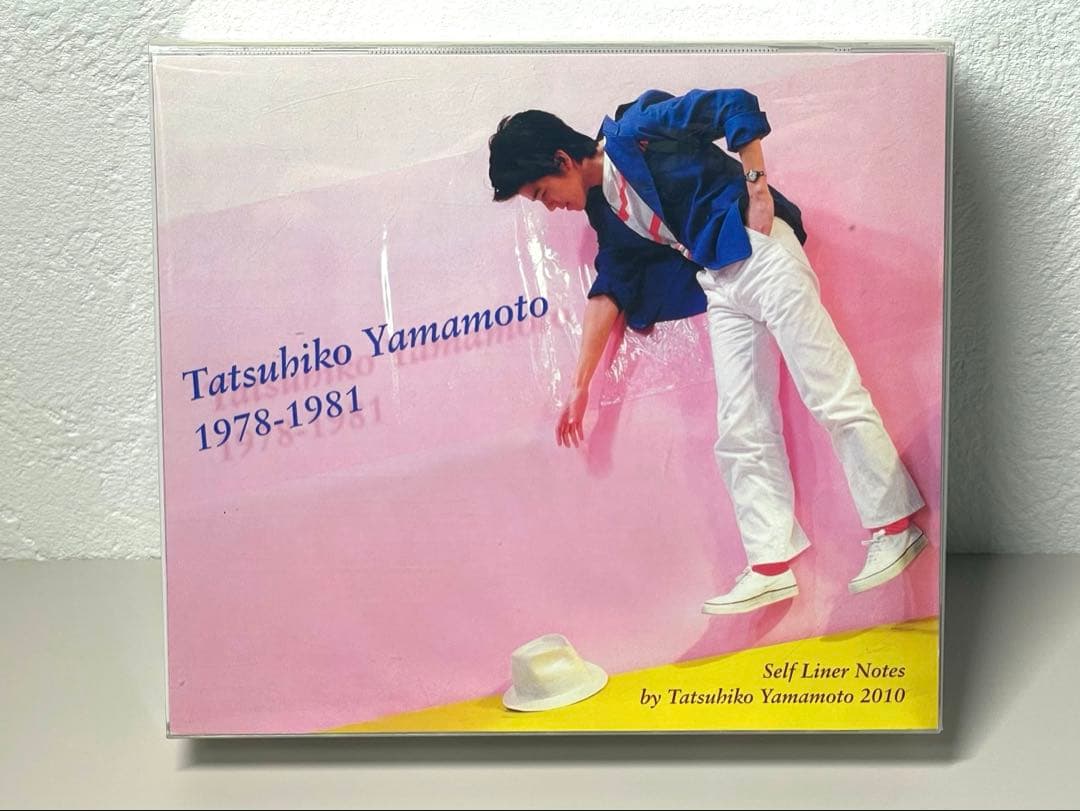 Tatsuhiko Yamamoto
1978-1981
Self Liner Notes
by Tatsuhiko Yamamoto 2010